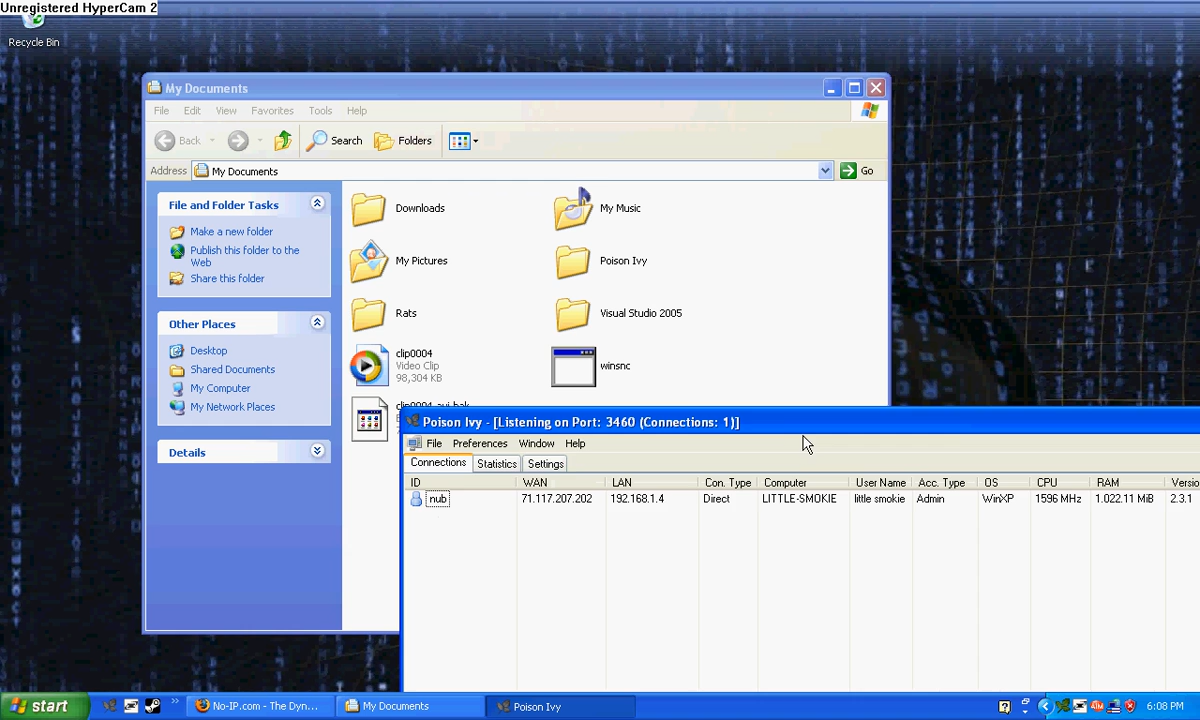 Unregistered HyperCam 2
Recycle Bin
My Documents
File Edit View Favorites Tools Help
Back Search Folders
Address My Documents Go
File and Folder Tasks
Make a new folder
Publish this folder to the
Web
Share this folder
Other Places
Desktop
Shared Documents
My Computer
My Network Places
Details
Downloads
My Music
My Pictures
Poison Ivy
Rats
Visual Studio 2005
clip0004
Video Clip
98,304 KB
winsnc
Poison Ivy - [Listening on Port: 3460 (Connections: 1)]
File Preferences Window Help
Connections Statistics Settings
ID WAN LAN Con. Type Computer User Name Acc. Type OS CPU RAM Versio
nub 71.117.207.202 192.168.1.4 Direct LITTLE-SMOKIE little smokie Admin WinXP 1596 MHz 1.022.11 MiB 2.3.1
start No-IP.com - The Dyn... My Documents Poison Ivy 6:08 PM